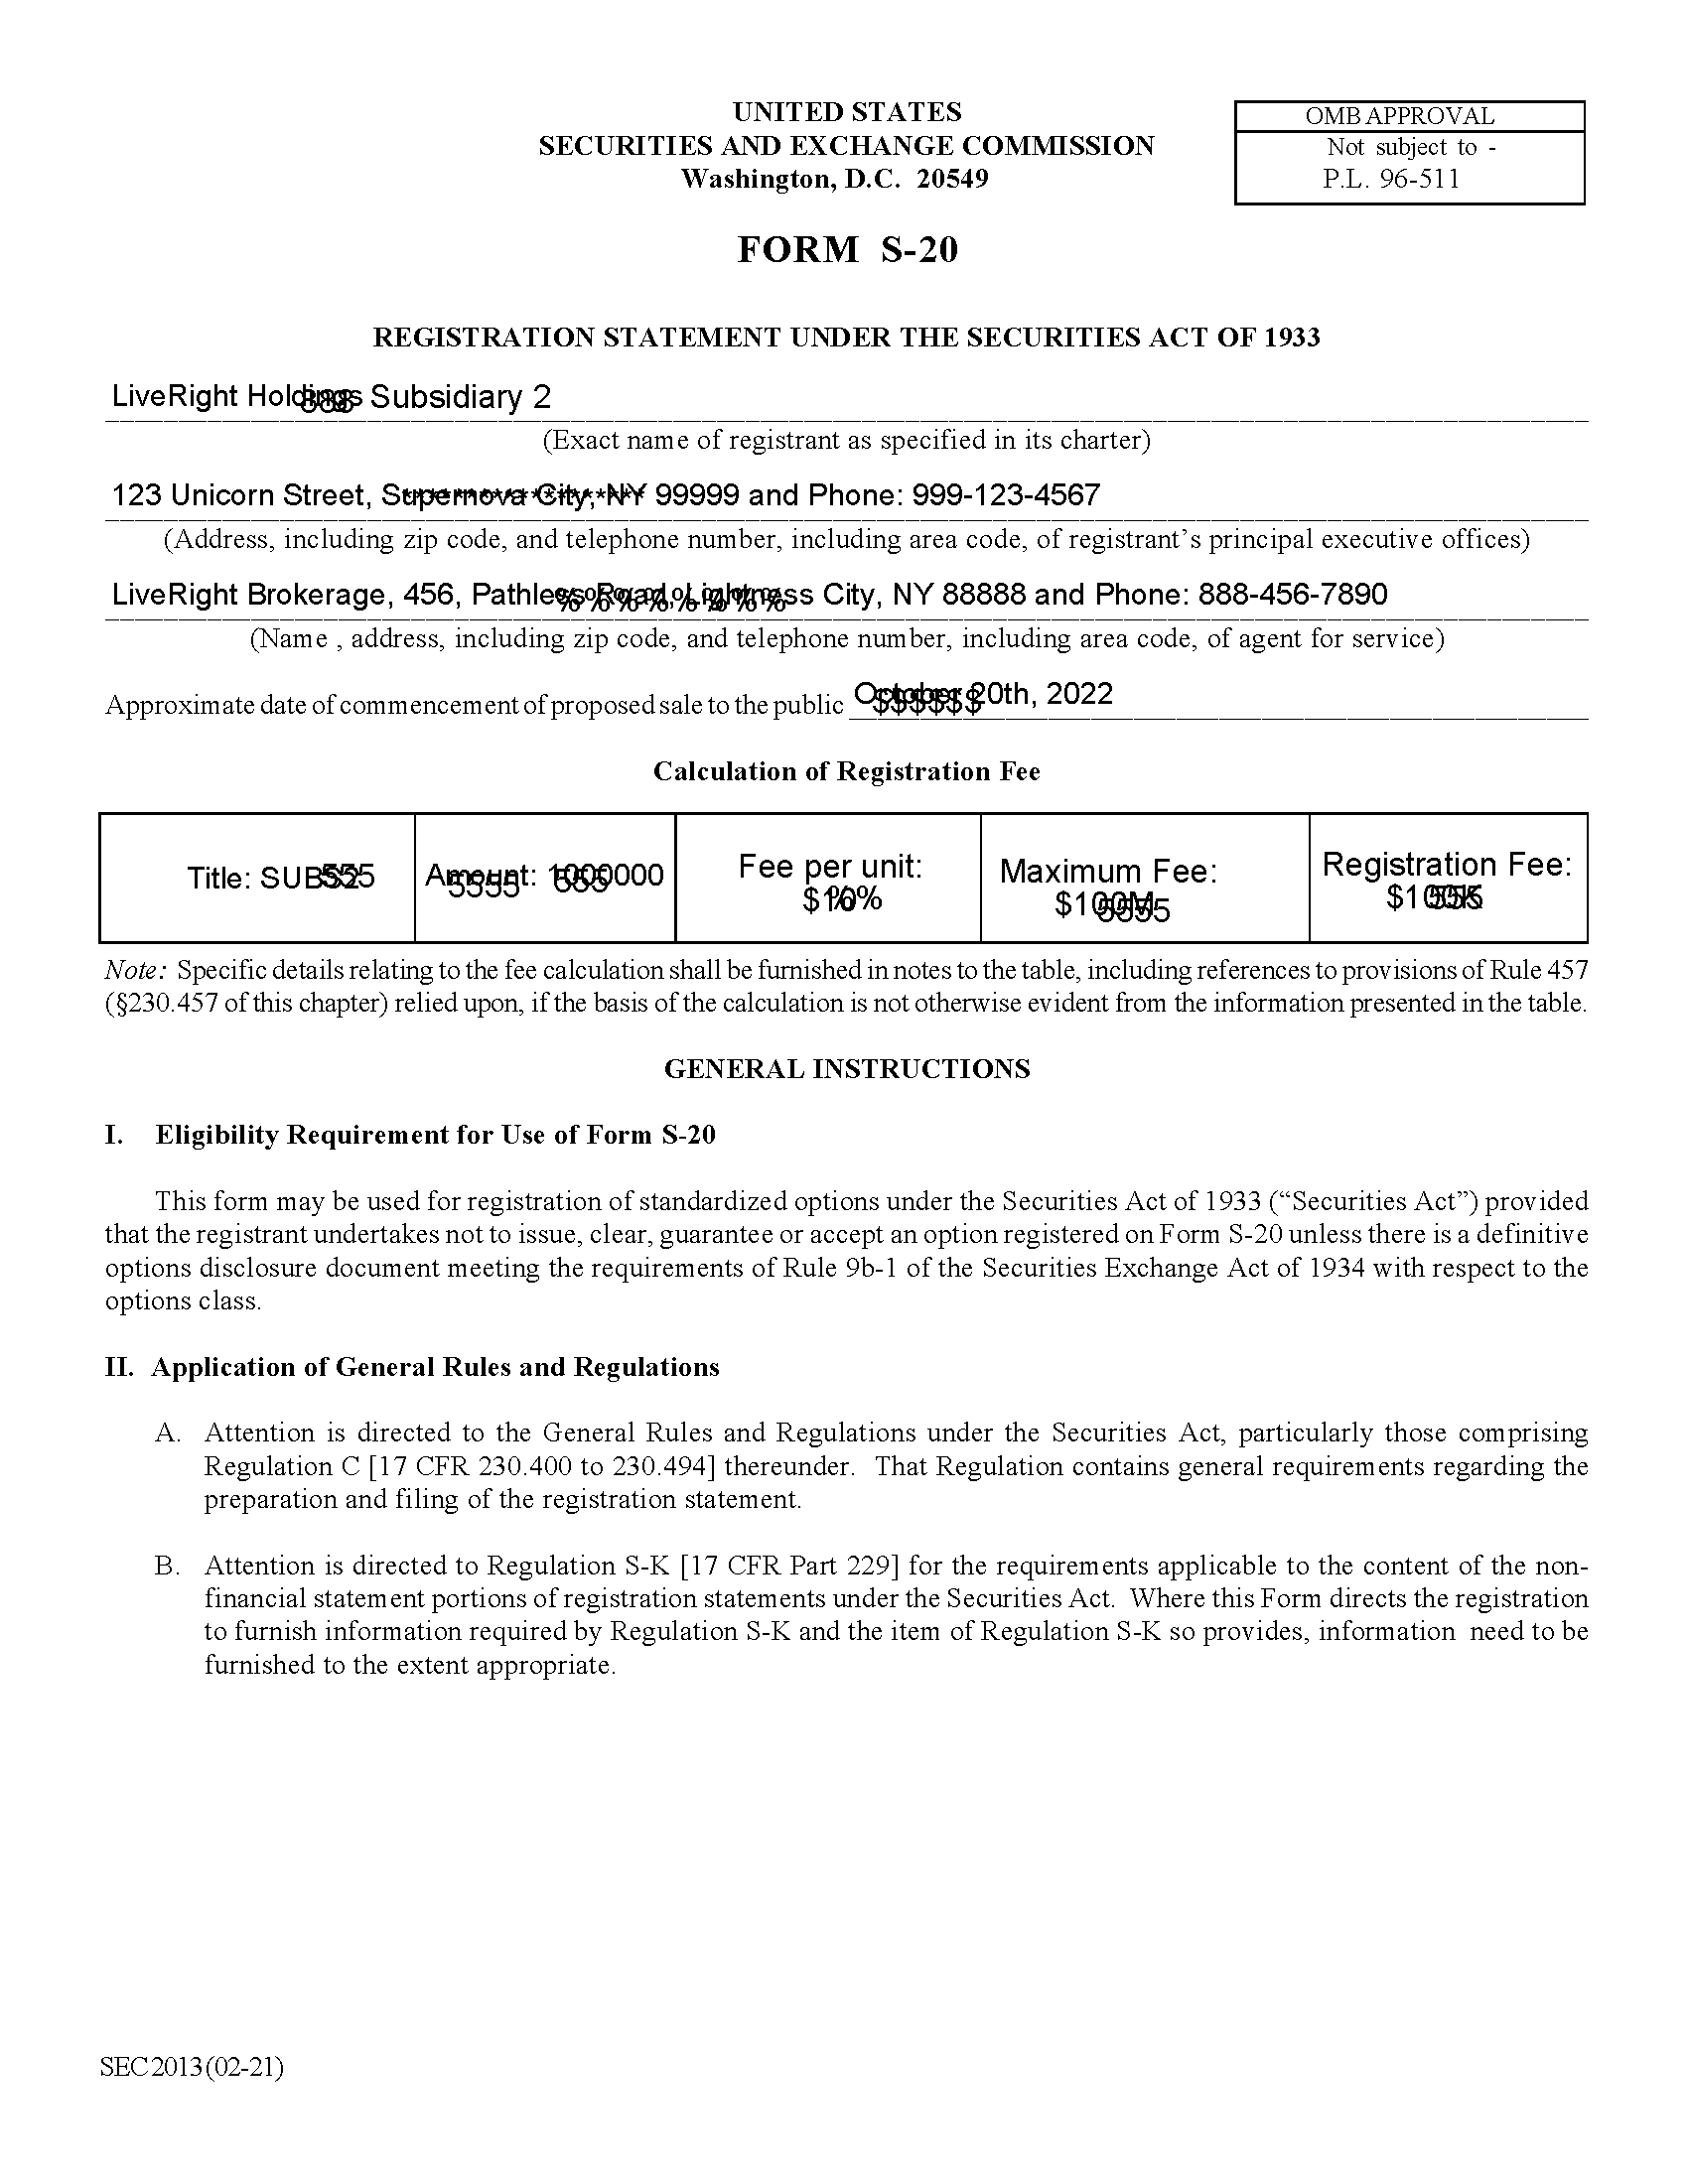 UNITED STATES
SECURITIES AND EXCHANGE COMMISSION
Washington, D.C. 20549
OMB APPROVAL
Not subject to -
P.L. 96-511
FORM S-20
REGISTRATION STATEMENT UNDER THE SECURITIES ACT OF 1933
LiveRight Holdings Subsidiary 2
(Exact name of registrant as specified in its charter)
123 Unicorn Street, Supernova City, NY 99999 and Phone: 999-123-4567
(Address, including zip code, and telephone number, including area code, of registrant’s principal executive offices)
LiveRight Brokerage, 456, Pathless Road, Lightness City, NY 88888 and Phone: 888-456-7890
(Name , address, including zip code, and telephone number, including area code, of agent for service)
Approximate date of commencement of proposed sale to the public October 20th, 2022
Calculation of Registration Fee
Title:
Amount: 1000000
Fee per unit:
$10
Maximum Fee:
$100M
Registration Fee:
$100K
Note: Specific details relating to the fee calculation shall be furnished in notes to the table, including references to provisions of Rule 457
(§230.457 of this chapter) relied upon, if the basis of the calculation is not otherwise evident from the information presented in the table.
GENERAL INSTRUCTIONS
I. Eligibility Requirement for Use of Form S-20
This form may be used for registration of standardized options under the Securities Act of 1933 (“Securities Act”) provided
that the registrant undertakes not to issue, clear, guarantee or accept an option registered on Form S-20 unless there is a definitive
options disclosure document meeting the requirements of Rule 9b-1 of the Securities Exchange Act of 1934 with respect to the
options class.
II. Application of General Rules and Regulations
A. Attention is directed to the General Rules and Regulations under the Securities Act, particularly those comprising
Regulation C [17 CFR 230.400 to 230.494] thereunder. That Regulation contains general requirements regarding the
preparation and filing of the registration statement.
B. Attention is directed to Regulation S-K [17 CFR Part 229] for the requirements applicable to the content of the non-
financial statement portions of registration statements under the Securities Act. Where this Form directs the registration
to furnish information required by Regulation S-K and the item of Regulation S-K so provides, information need to be
furnished to the extent appropriate.
SEC 2013 (02-21)